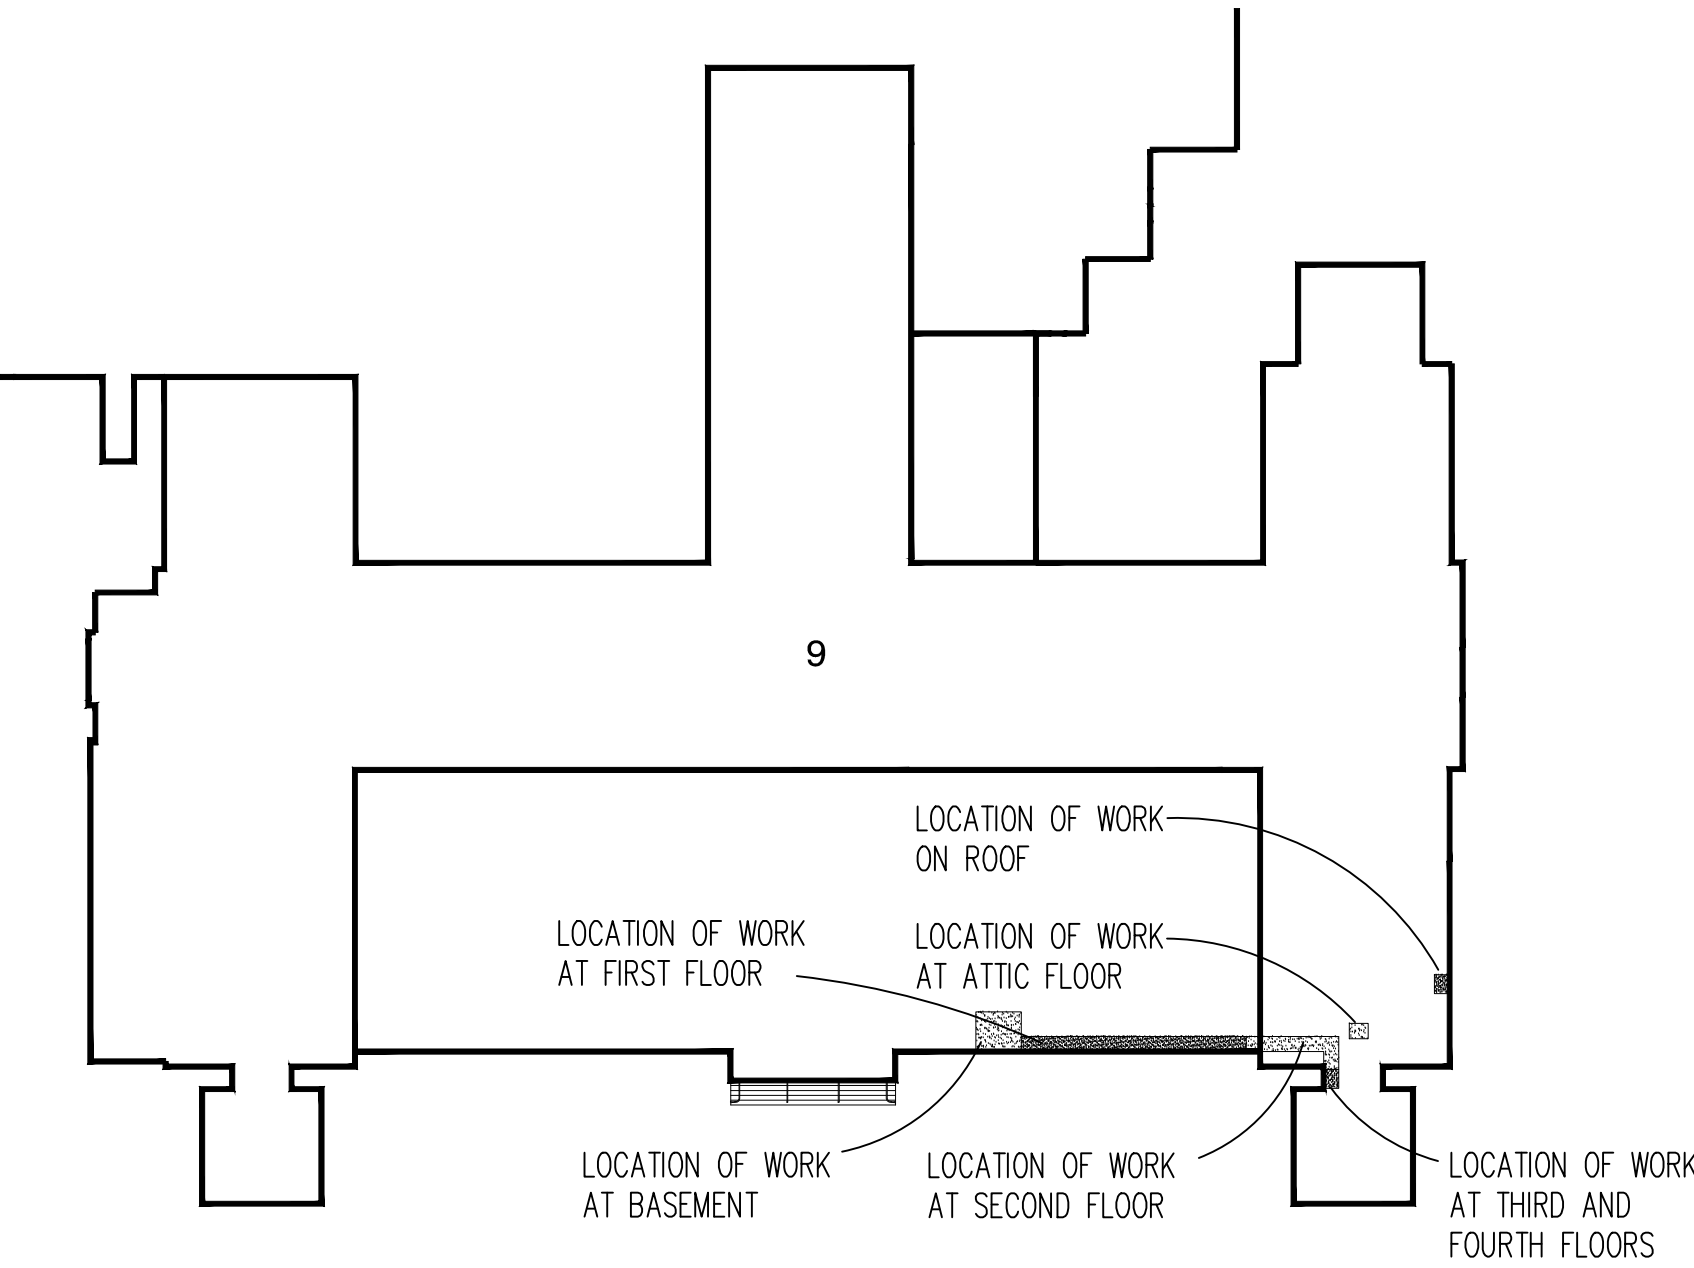 9
LOCATION OF WORK
ON ROOF
LOCATION OF WORK
AT FIRST FLOOR
LOCATION OF WORK
AT ATTIC FLOOR
LOCATION OF WORK
AT BASEMENT
LOCATION OF WORK
AT SECOND FLOOR
LOCATION OF WORK
AT THIRD AND
FOURTH FLOORS